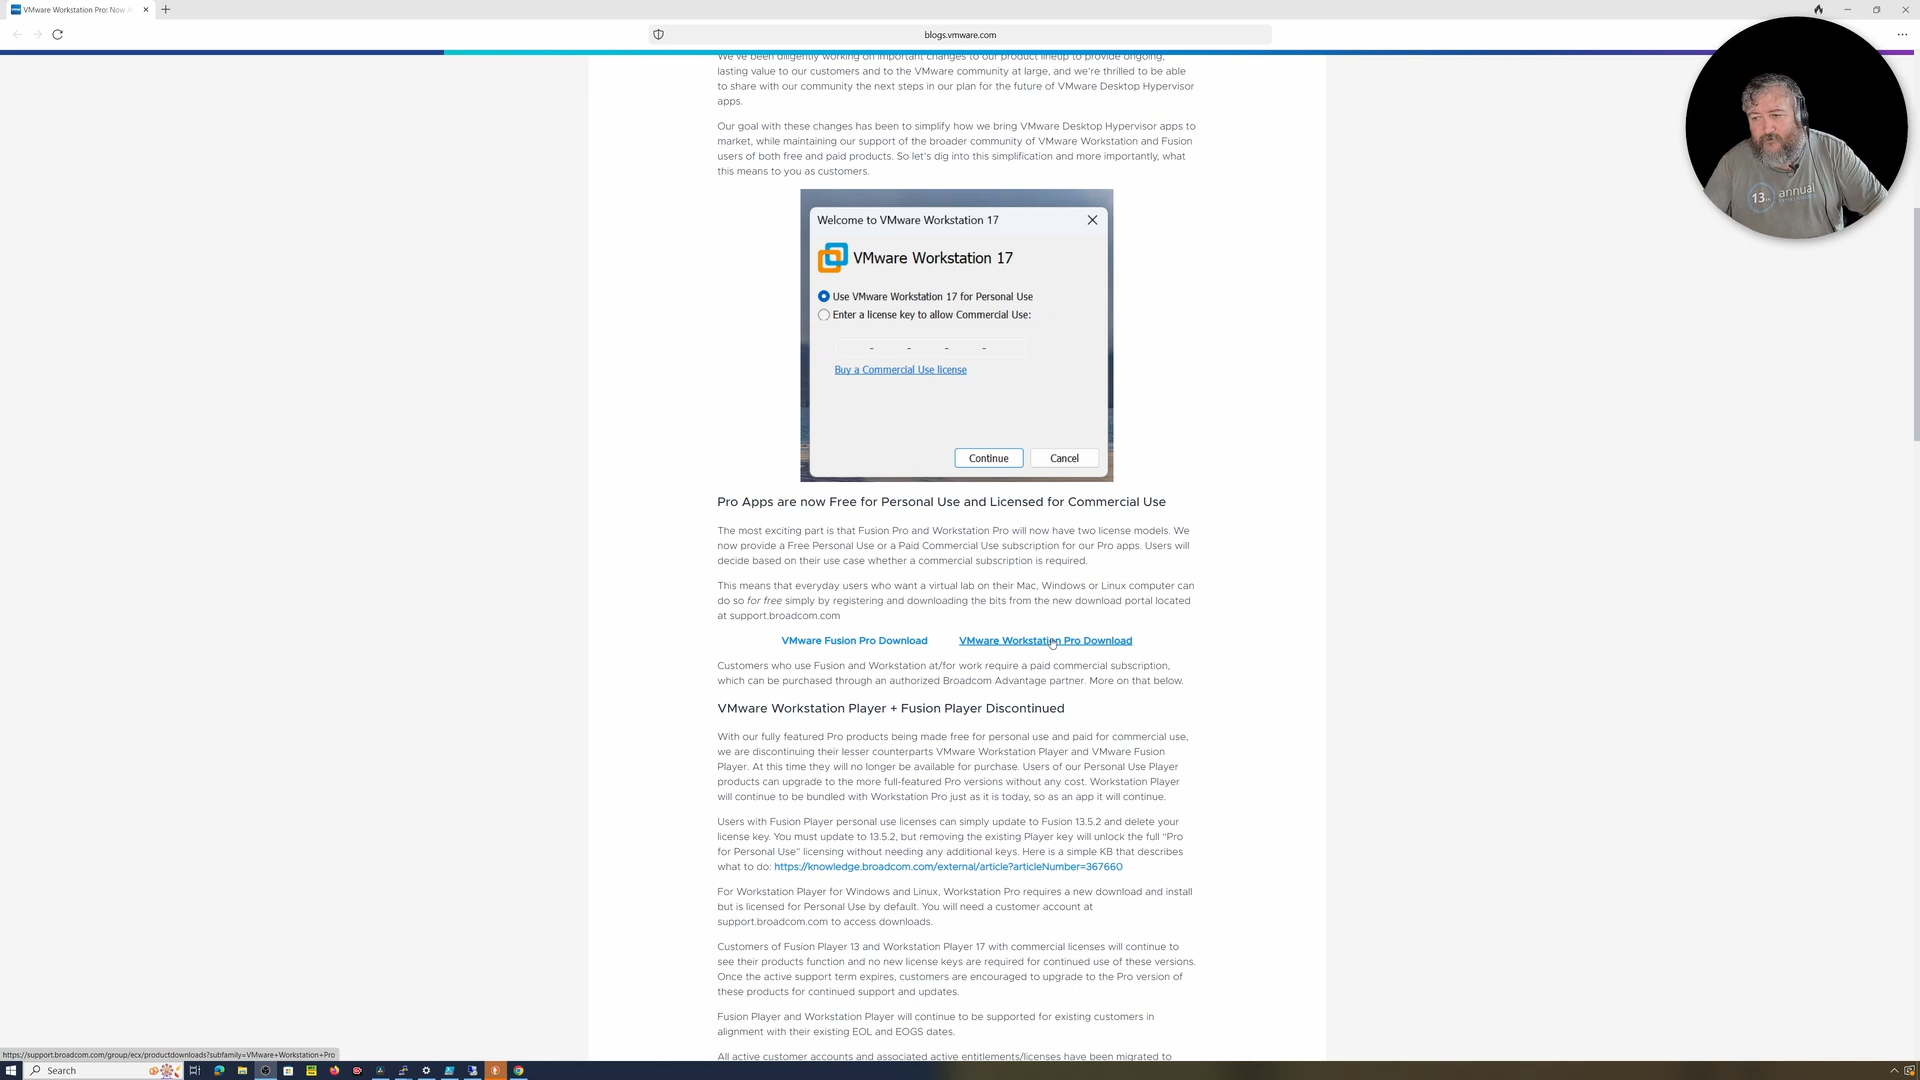 VMware Workstation Pro: Now A
blogs.vmware.com
We've been diligently working on important changes to our product lineup to provide ongoing,
lasting value to our customers and to the VMware community at large, and we're thrilled to be able
to share with our community the next steps in our plan for the future of VMware Desktop Hypervisor
apps.
Our goal with these changes has been to simplify how we bring VMware Desktop Hypervisor apps to
market, while maintaining our support of the broader community of VMware Workstation and Fusion
users of both free and paid products. So let's dig into this simplification and more importantly, what
this means to you as customers.
13th annual
Welcome to VMware Workstation 17
VMware Workstation 17
Use VMware Workstation 17 for Personal Use
Enter a license key to allow Commercial Use:
- - - -
Buy a Commercial Use license
Continue Cancel
Pro Apps are now Free for Personal Use and Licensed for Commercial Use
The most exciting part is that Fusion Pro and Workstation Pro will now have two license models. We
now provide a Free Personal Use or a Paid Commercial Use subscription for our Pro apps. Users will
decide based on their use case whether a commercial subscription is required.
This means that everyday users who want a virtual lab on their Mac, Windows or Linux computer can
do so for free simply by registering and downloading the bits from the new download portal located
at support.broadcom.com
VMware Fusion Pro Download VMware Workstation Pro Download
Customers who use Fusion and Workstation at/for work require a paid commercial subscription,
which can be purchased through an authorized Broadcom Advantage partner. More on that below.
VMware Workstation Player + Fusion Player Discontinued
With our fully featured Pro products being made free for personal use and paid for commercial use,
we are discontinuing their lesser counterparts VMware Workstation Player and VMware Fusion
Player. At this time they will no longer be available for purchase. Users of our Personal Use Player
products can upgrade to the more full-featured Pro versions without any cost. Workstation Player
will continue to be bundled with Workstation Pro just as it is today, so as an app it will continue.
Users with Fusion Player personal use licenses can simply update to Fusion 13.5.2 and delete your
license key. You must update to 13.5.2, but removing the existing Player key will unlock the full “Pro
for Personal Use” licensing without needing any additional keys. Here is a simple KB that describes
what to do: https://knowledge.broadcom.com/external/article?articleNumber=367660
For Workstation Player for Windows and Linux, Workstation Pro requires a new download and install
but is licensed for Personal Use by default. You will need a customer account at
support.broadcom.com to access downloads.
Customers of Fusion Player 13 and Workstation Player 17 with commercial licenses will continue to
see their products function and no new license keys are required for continued use of these versions.
Once the active support term expires, customers are encouraged to upgrade to the Pro version of
these products for continued support and updates.
Fusion Player and Workstation Player will continue to be supported for existing customers in
alignment with their existing EOL and EOGS dates.
All active customer accounts and associated active entitlements/licenses have been migrated to
https://support.broadcom.com/group/ecx/productdownloads?subfamily=VMware+Workstation+Pro
Search